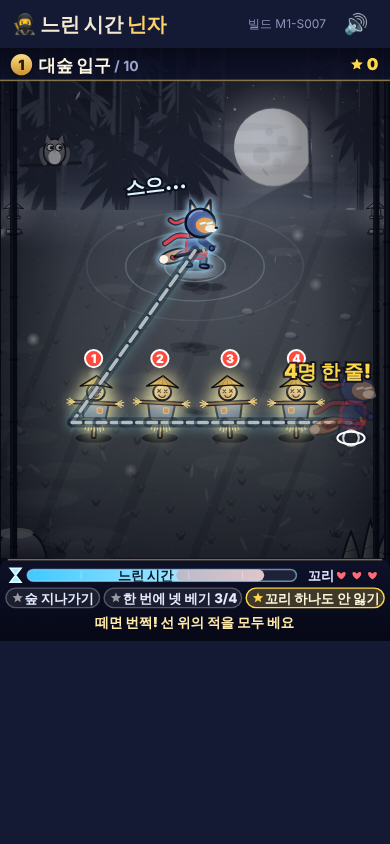 느린 시간 닌자
빌드 M1-S007
1 대숲 입구 / 10
★ 0
스으...
1 2 3 4
4명 한 줄!
느린 시간
꼬리 ♥ ♥ ♥
★숲 지나가기 ★한 번에 넷 베기 3/4 ★꼬리 하나도 안 잃기
떼면 번쩍! 선 위의 적을 모두 베요